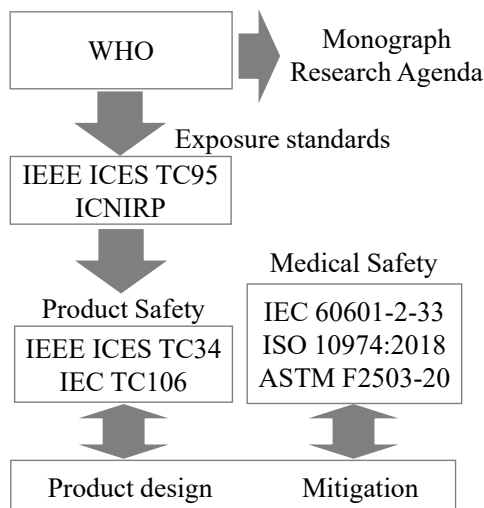 WHO
Monograph
Research Agenda
Exposure standards
IEEE ICES TC95
ICNIRP
Product Safety
IEEE ICES TC34
IEC TC106
Medical Safety
IEC 60601-2-33
ISO 10974:2018
ASTM F2503-20
Product design
Mitigation